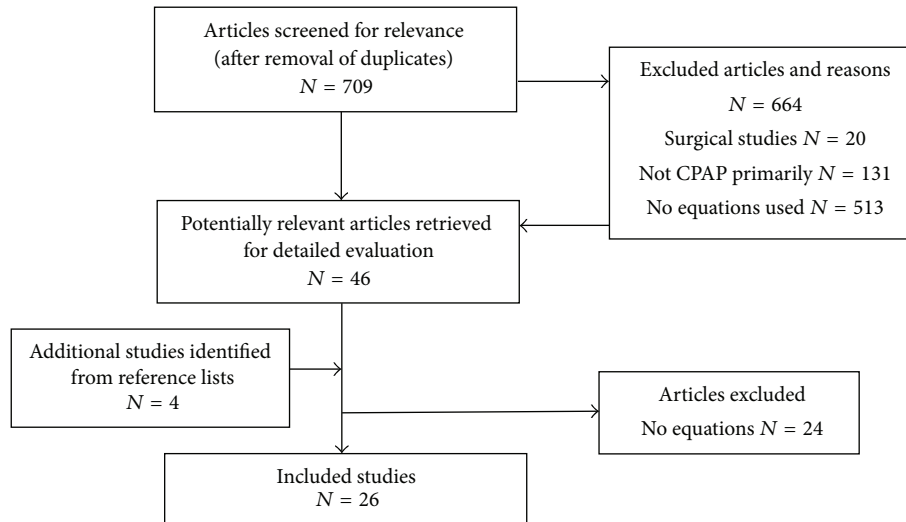 Articles screened for relevance
(after removal of duplicates)
N = 709
Excluded articles and reasons
N = 664
Surgical studies N = 20
Not CPAP primarily N = 131
No equations used N = 513
Potentially relevant articles retrieved
for detailed evaluation
N = 46
Additional studies identified
from reference lists
N = 4
Articles excluded
No equations N = 24
Included studies
N = 26